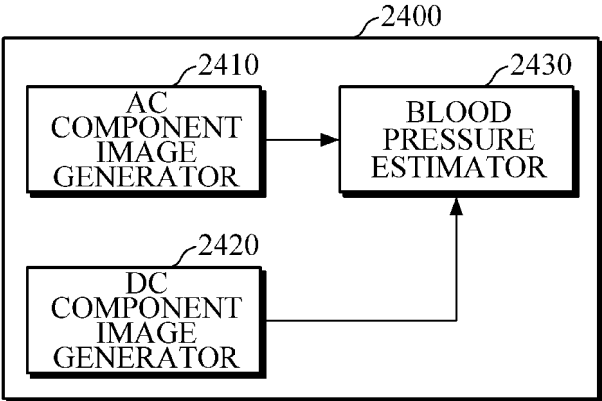 2400
2410
AC
COMPONENT
IMAGE
GENERATOR
2430
BLOOD
PRESSURE
ESTIMATOR
2420
DC
COMPONENT
IMAGE
GENERATOR